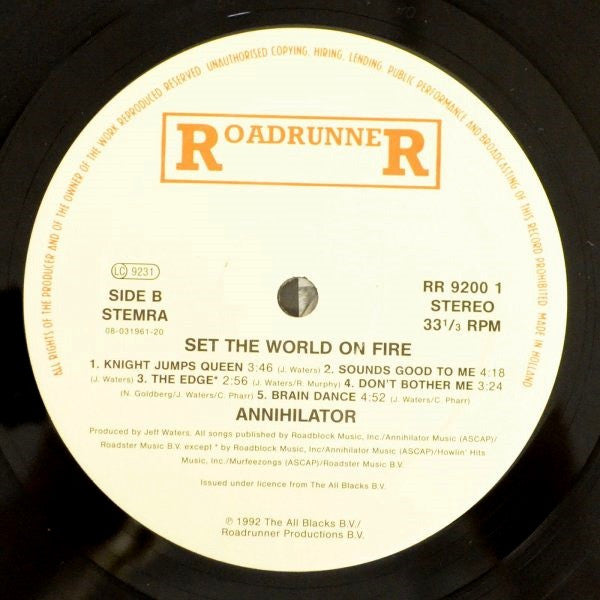 ALL RIGHTS OF THE PRODUCER AND OF THE OWNER OF THE WORK REPRODUCED RESERVED. UNAUTHORISED COPYING, HIRING, LENDING, PUBLIC PERFORMANCE AND BROADCASTING OF THIS RECORD PROHIBITED. MADE IN HOLLAND
ROADRUNNER
LC 9231
SIDE B
STEMRA
08-031961-20
RR 9200 1
STEREO
33 1/3 RPM
SET THE WORLD ON FIRE
1. KNIGHT JUMPS QUEEN 3:46 (J. Waters) 2. SOUNDS GOOD TO ME 4:18
(J. Waters) 3. THE EDGE* 2:56 (J. Waters/R. Murphy) 4. DON'T BOTHER ME 3:24
(N. Goldberg/J. Waters/C. Pharr) 5. BRAIN DANCE 4:52 (J. Waters/C. Pharr)
ANNIHILATOR
Produced by Jeff Waters. All songs published by Roadblock Music, Inc./Annihilator Music (ASCAP)/
Roadster Music B.V. except * by Roadblock Music, Inc/Annihilator Music (ASCAP)/Howlin' Hits
Music, Inc./Murfeezongs (ASCAP)/Roadster Music B.V.
Issued under licence from The All Blacks B.V.
℗ 1992 The All Blacks B.V./
Roadrunner Productions B.V.